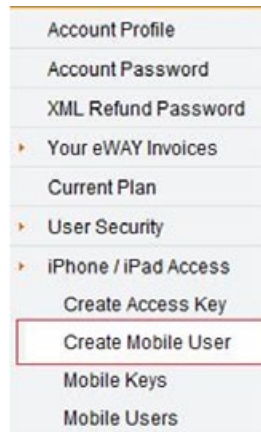 Account Profile
Account Password
XML Refund Password
Your eWAY Invoices
Current Plan
User Security
iPhone / iPad Access
Create Access Key
Create Mobile User
Mobile Keys
Mobile Users